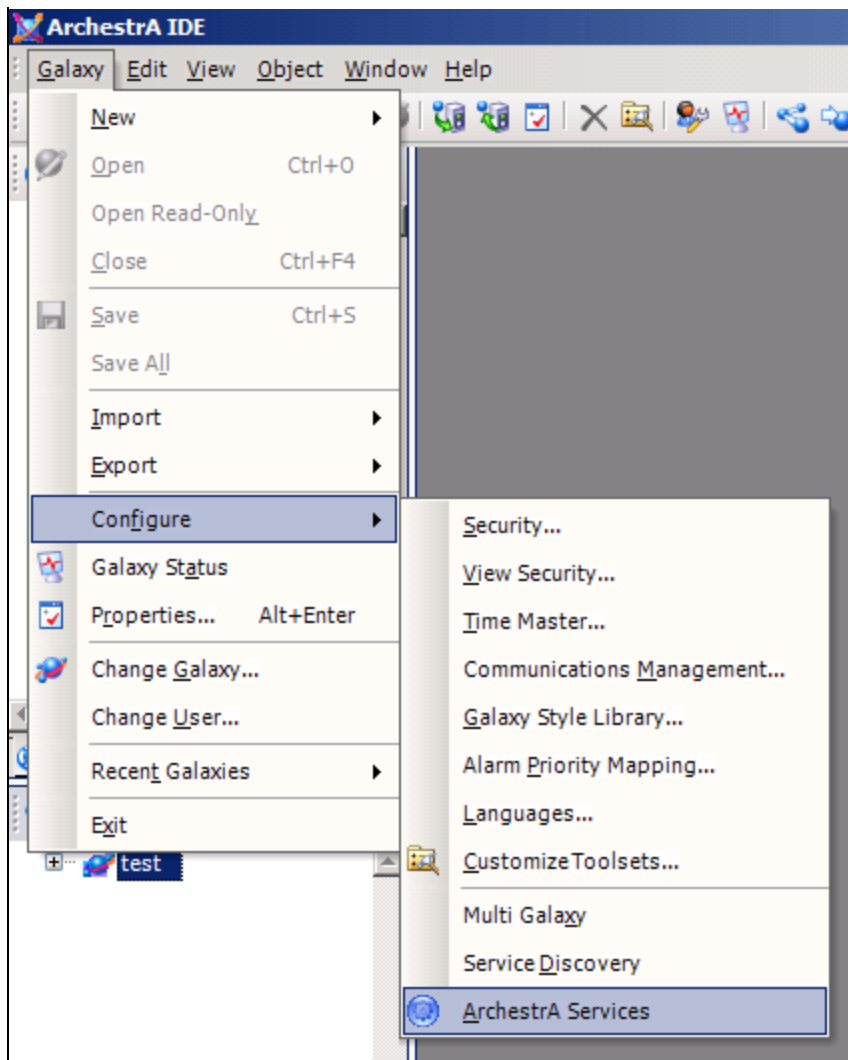 ArchestrA IDE
Galaxy Edit View Object Window Help
New
Open Ctrl+O
Open Read-Only
Close Ctrl+F4
Save Ctrl+S
Save All
Import
Export
Configure
Galaxy Status
Properties... Alt+Enter
Change Galaxy...
Change User...
Recent Galaxies
Exit
Security...
View Security...
Time Master...
Communications Management...
Galaxy Style Library...
Alarm Priority Mapping...
Languages...
Customize Toolsets...
Multi Galaxy
Service Discovery
ArchestrA Services
test